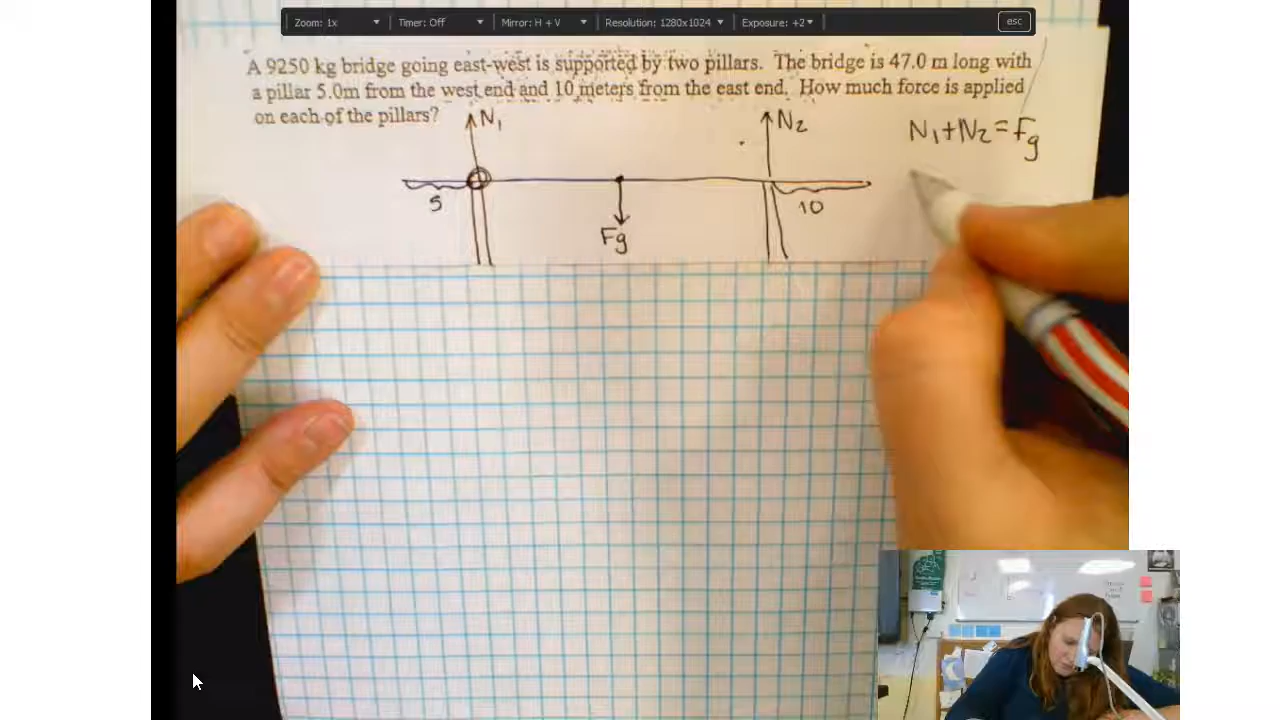 Zoom: 1x Timer: Off Mirror: H + V Resolution: 1280x1024 Exposure: +2 esc
A 9250 kg bridge going east-west is supported by two pillars. The bridge is 47.0 m long with
a pillar 5.0m from the west end and 10 meters from the east end. How much force is applied
on each of the pillars?
N₁ N₂ N₁+N₂=Fg
5 10
Fg